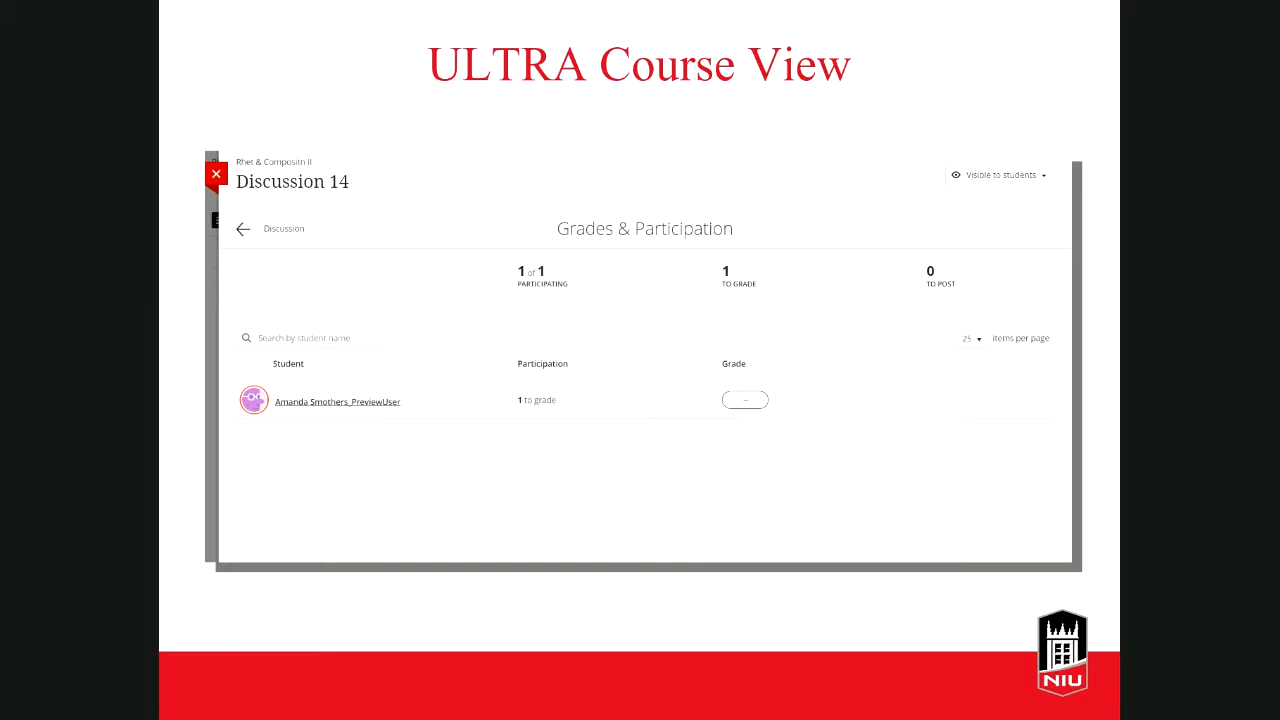 ULTRA Course View
Rhet & Compositn II
Discussion 14
Visible to students
Discussion
Grades & Participation
1 of 1
PARTICIPATING
1
TO GRADE
0
TO POST
Search by student name
25 items per page
Student Participation Grade
Amanda Smothers_PreviewUser 1 to grade --
NIU